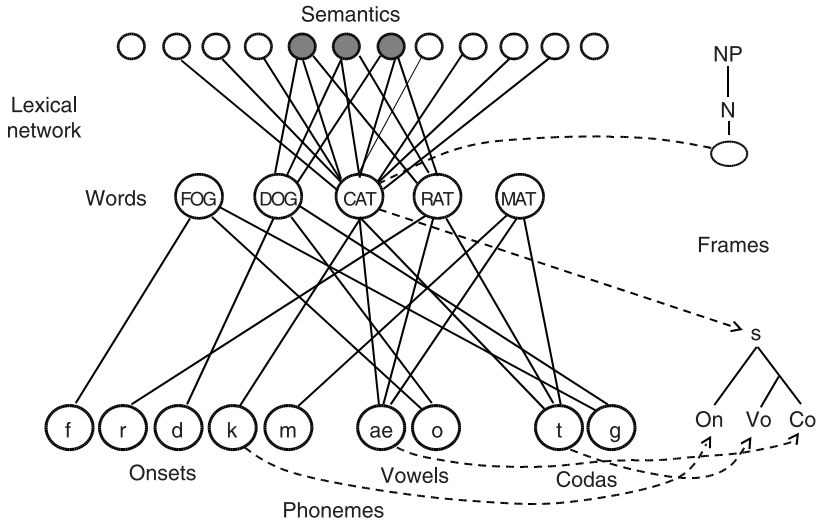 Semantics
NP
Lexical
network
N
Words
FOG
DOG
CAT
RAT
MAT
Frames
s
f
r
d
k
m
ae
o
t
g
On
Vo
Co
Onsets
Vowels
Codas
Phonemes